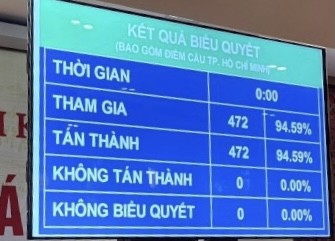 KẾT QUẢ BIỂU QUYẾT
(BAO GỒM ĐIỂM CẦU TP. HỒ CHÍ MINH)
THỜI GIAN 0:00
THAM GIA 472 94.59%
TÁN THÀNH 472 94.59%
KHÔNG TÁN THÀNH 0 0.00%
KHÔNG BIỂU QUYẾT 0 0.00%